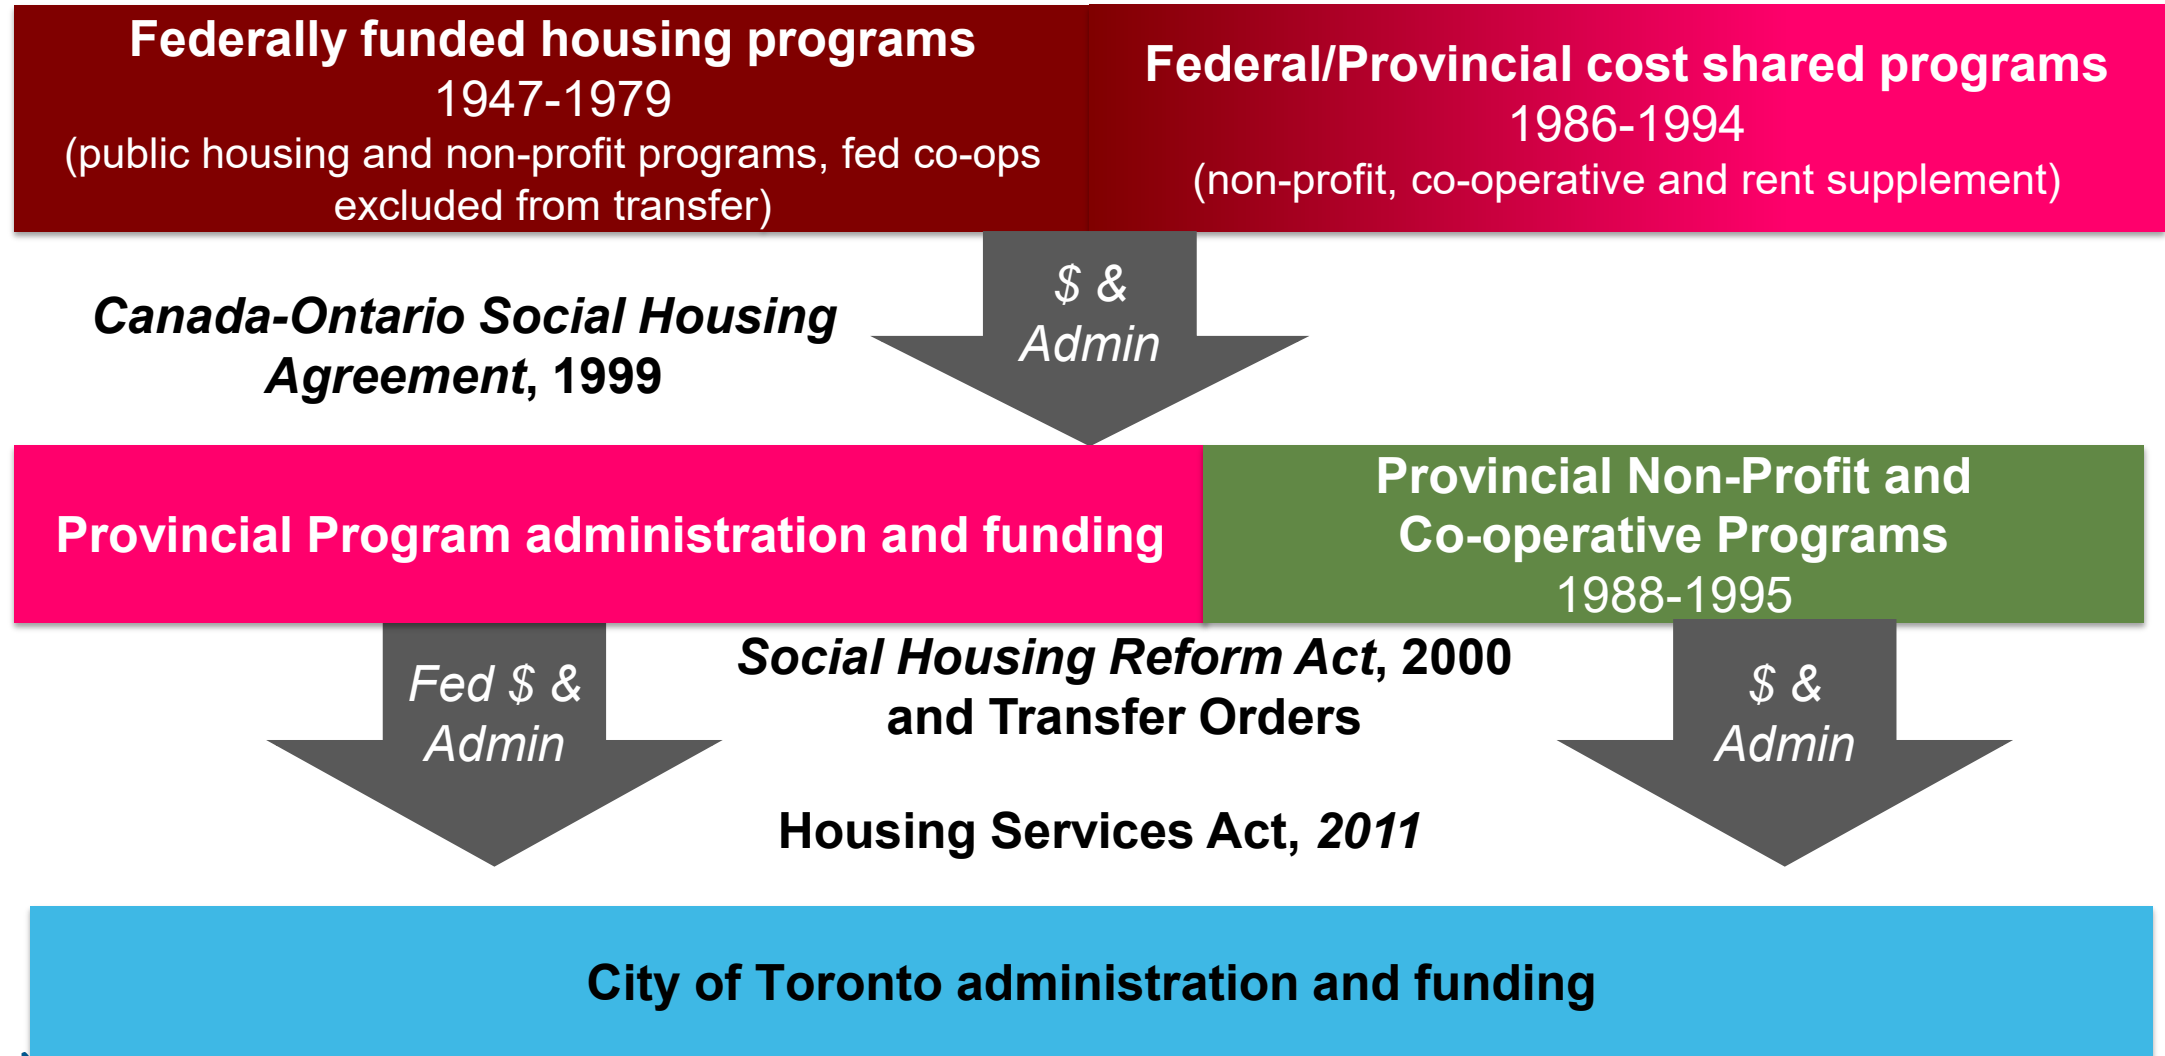 Federally funded housing programs
1947-1979
(public housing and non-profit programs, fed co-ops
excluded from transfer)
Federal/Provincial cost shared programs
1986-1994
(non-profit, co-operative and rent supplement)
$ &
Admin
Canada-Ontario Social Housing
Agreement, 1999
Provincial Program administration and funding
Provincial Non-Profit and
Co-operative Programs
1988-1995
Fed $ &
Admin
Social Housing Reform Act, 2000
and Transfer Orders
$ &
Admin
Housing Services Act, 2011
City of Toronto administration and funding